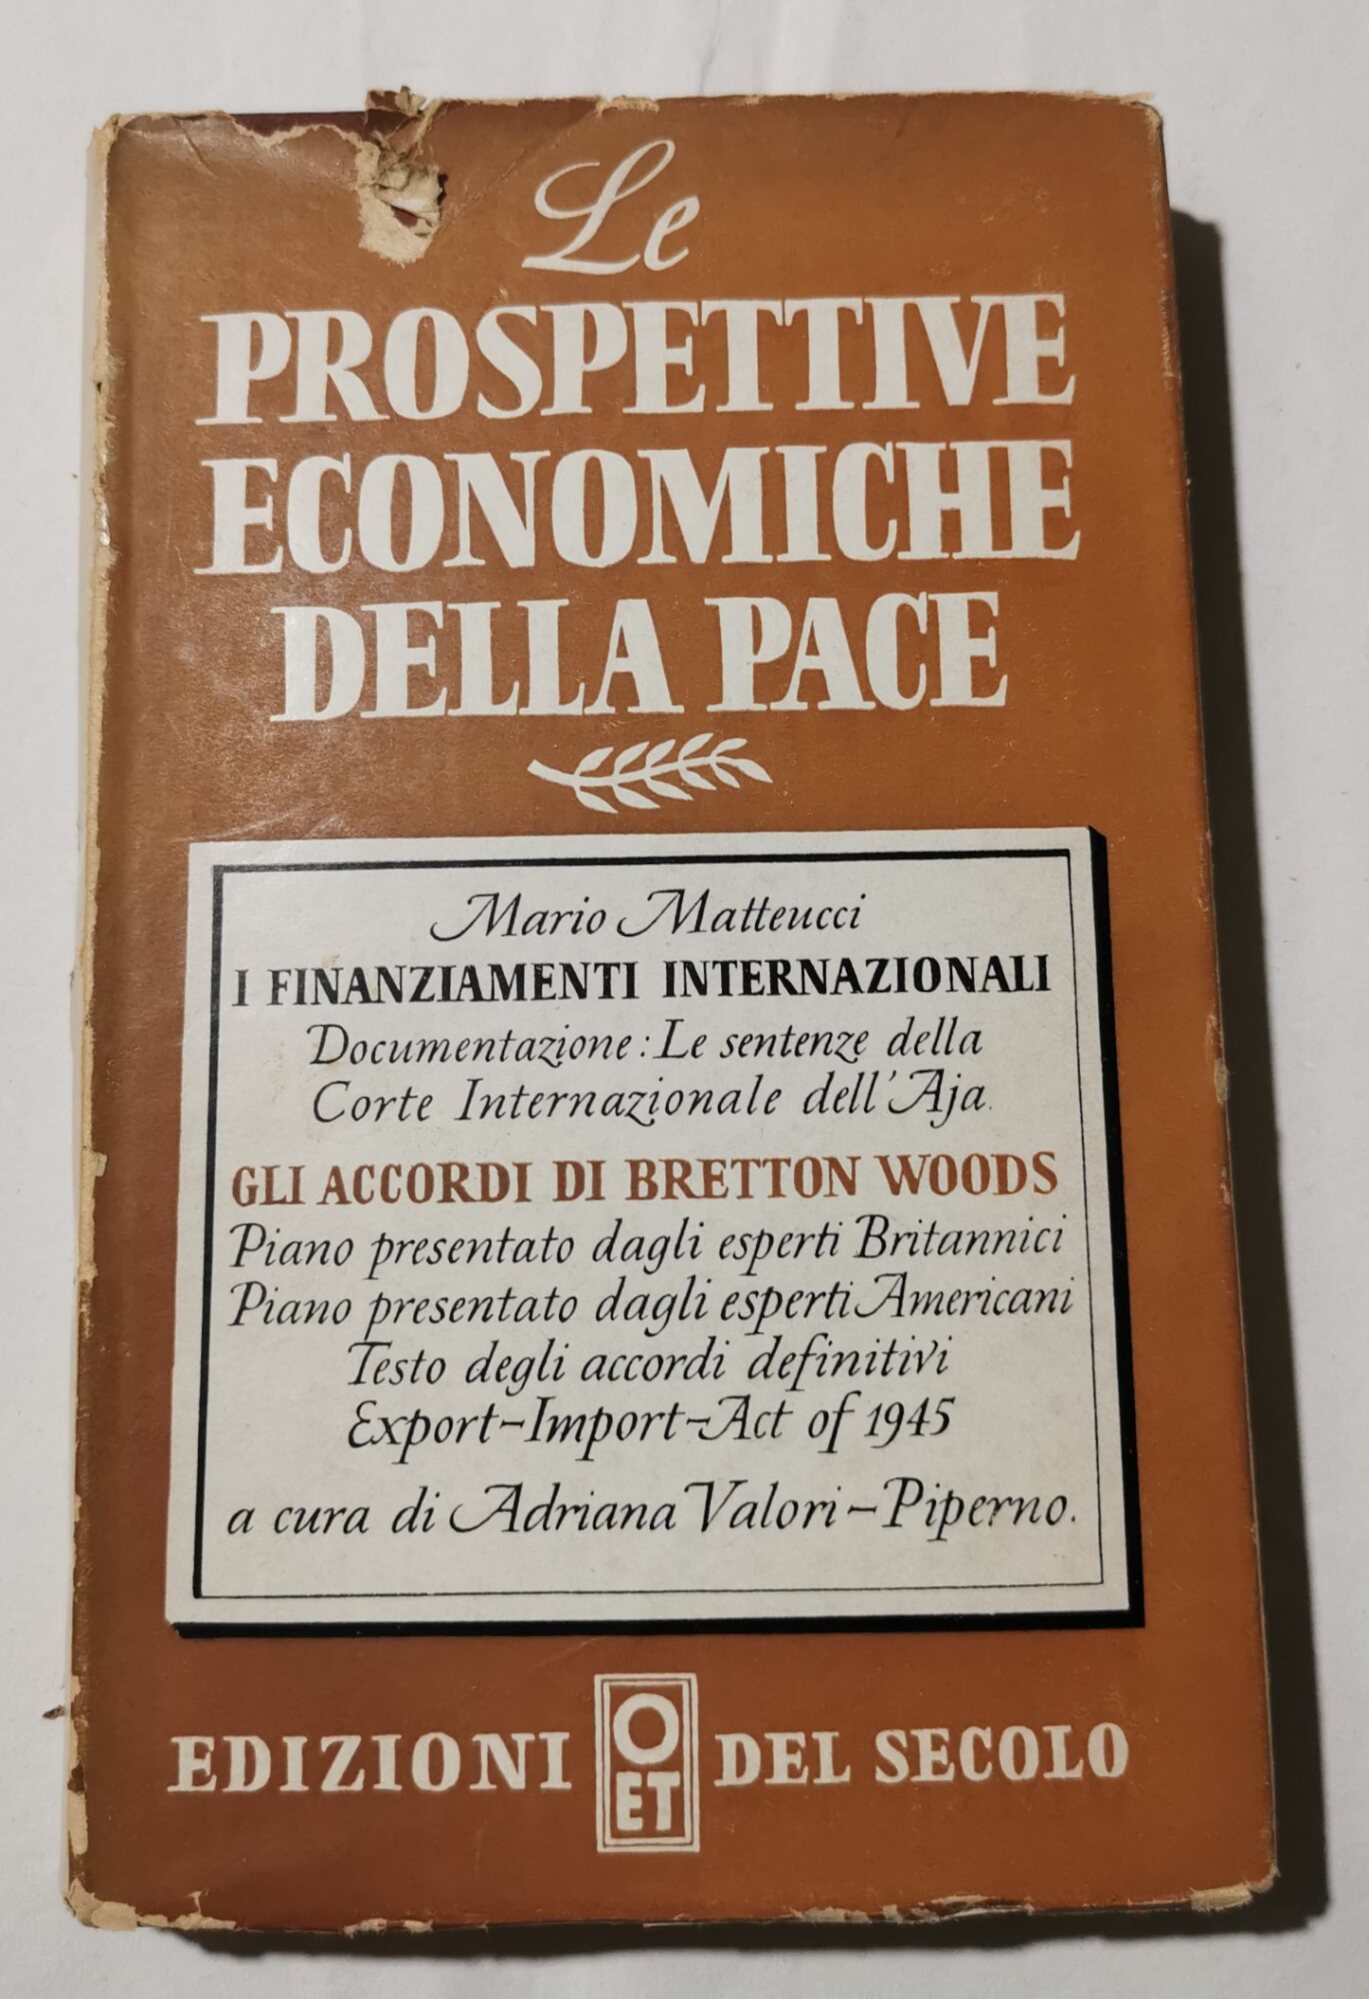 Le
PROSPETTIVE
ECONOMICHE
DELLA PACE
Mario Matteucci
I FINANZIAMENTI INTERNAZIONALI
Documentazione: Le sentenze della
Corte Internazionale dell'Aja.
GLI ACCORDI DI BRETTON WOODS
Piano presentato dagli esperti Britannici
Piano presentato dagli esperti Americani
Testo degli accordi definitivi
Export-Import-Act of 1945
a cura di Adriana Valori-Piperno.
EDIZIONI OET DEL SECOLO